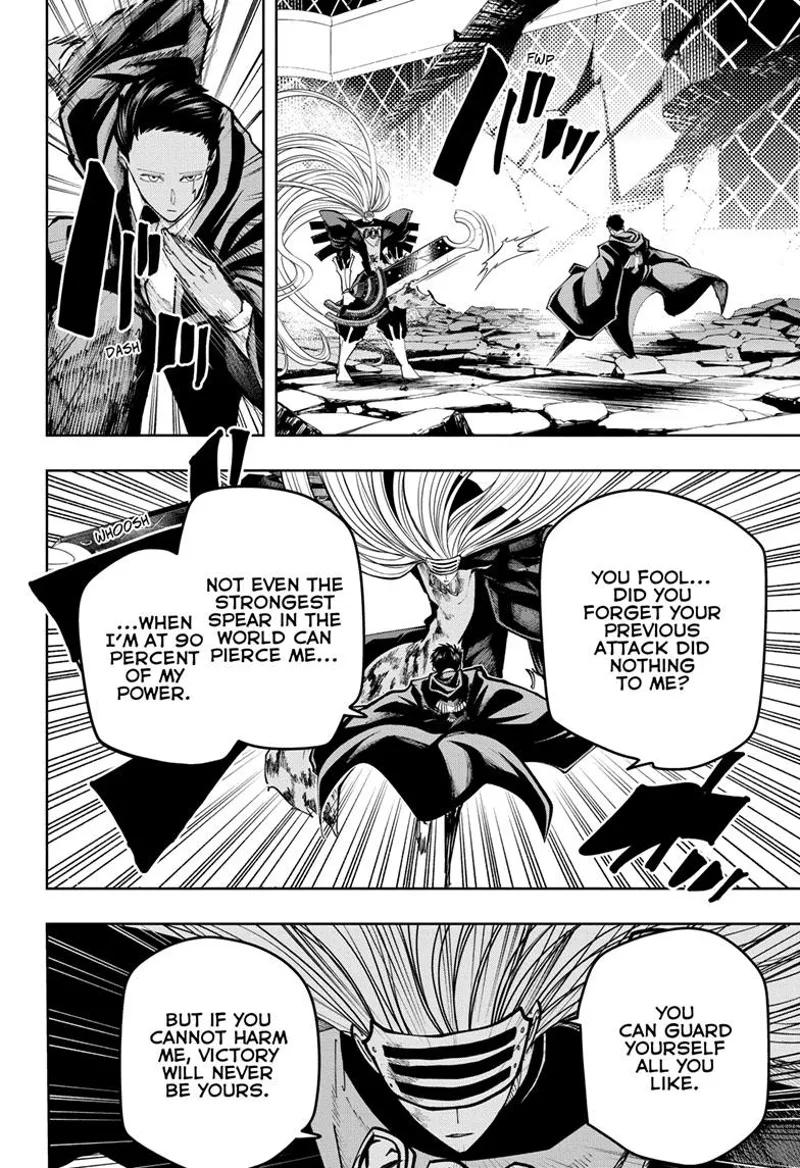 FWP
DASH
YOU FOOL...
DID YOU
FORGET YOUR
PREVIOUS
ATTACK DID
NOTHING
TO ME?
NOT EVEN THE
STRONGEST
SPEAR IN THE
WORLD CAN
PIERCE ME...
...WHEN
I'M AT 90
PERCENT
OF MY
POWER.
WHOOSH
YOU
CAN GUARD
YOURSELF
ALL YOU
LIKE.
BUT IF YOU
CANNOT HARM
ME, VICTORY
WILL NEVER
BE YOURS.